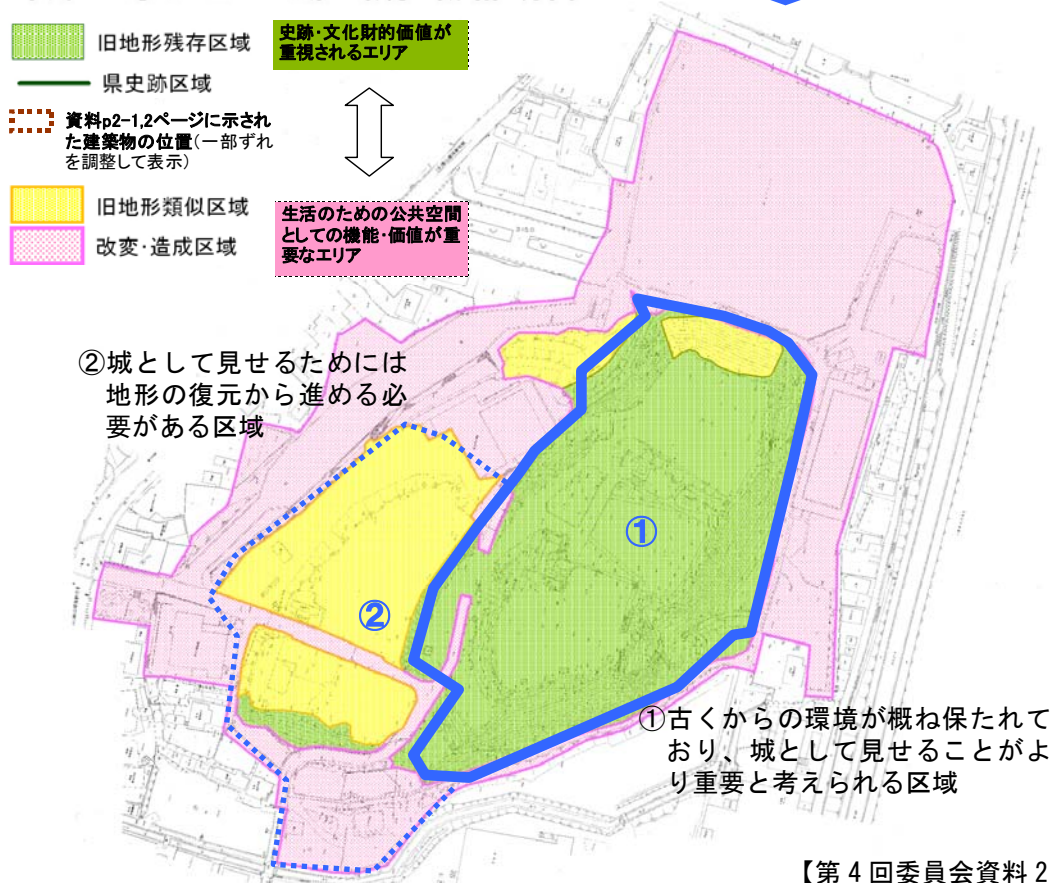 旧地形残存区域
史跡・文化財的価値が
重視されるエリア
県史跡区域
資料p2-1,2ページに示され
た建築物の位置(一部ずれ
を調整して表示)
旧地形類似区域
改変・造成区域
生活のための公共空間
としての機能・価値が重
要なエリア
②城として見せるためには
地形の復元から進める必
要がある区域
①
②
①古くからの環境が概ね保たれて
おり、城として見せることがよ
り重要と考えられる区域
【第4回委員会資料2